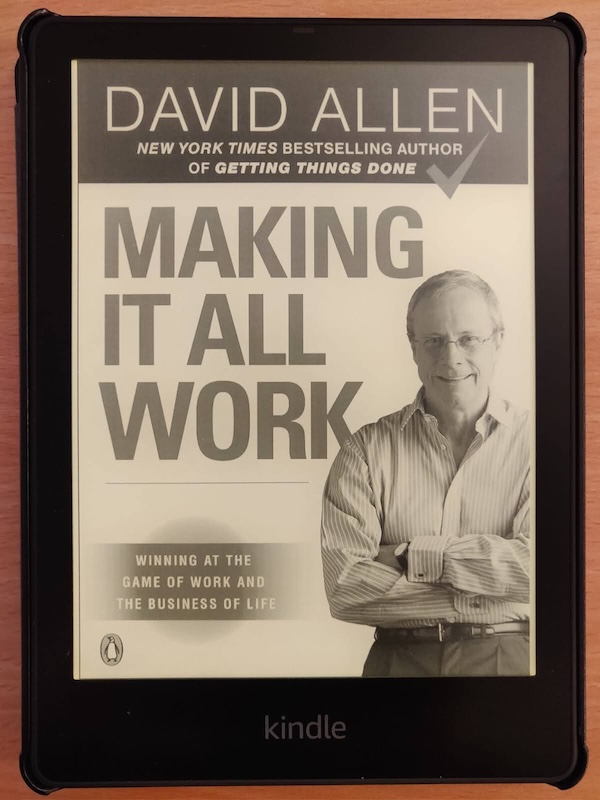 DAVID ALLEN
NEW YORK TIMES BESTSELLING AUTHOR
OF GETTING THINGS DONE
MAKING
IT ALL
WORK
WINNING AT THE
GAME OF WORK AND
THE BUSINESS OF LIFE
kindle